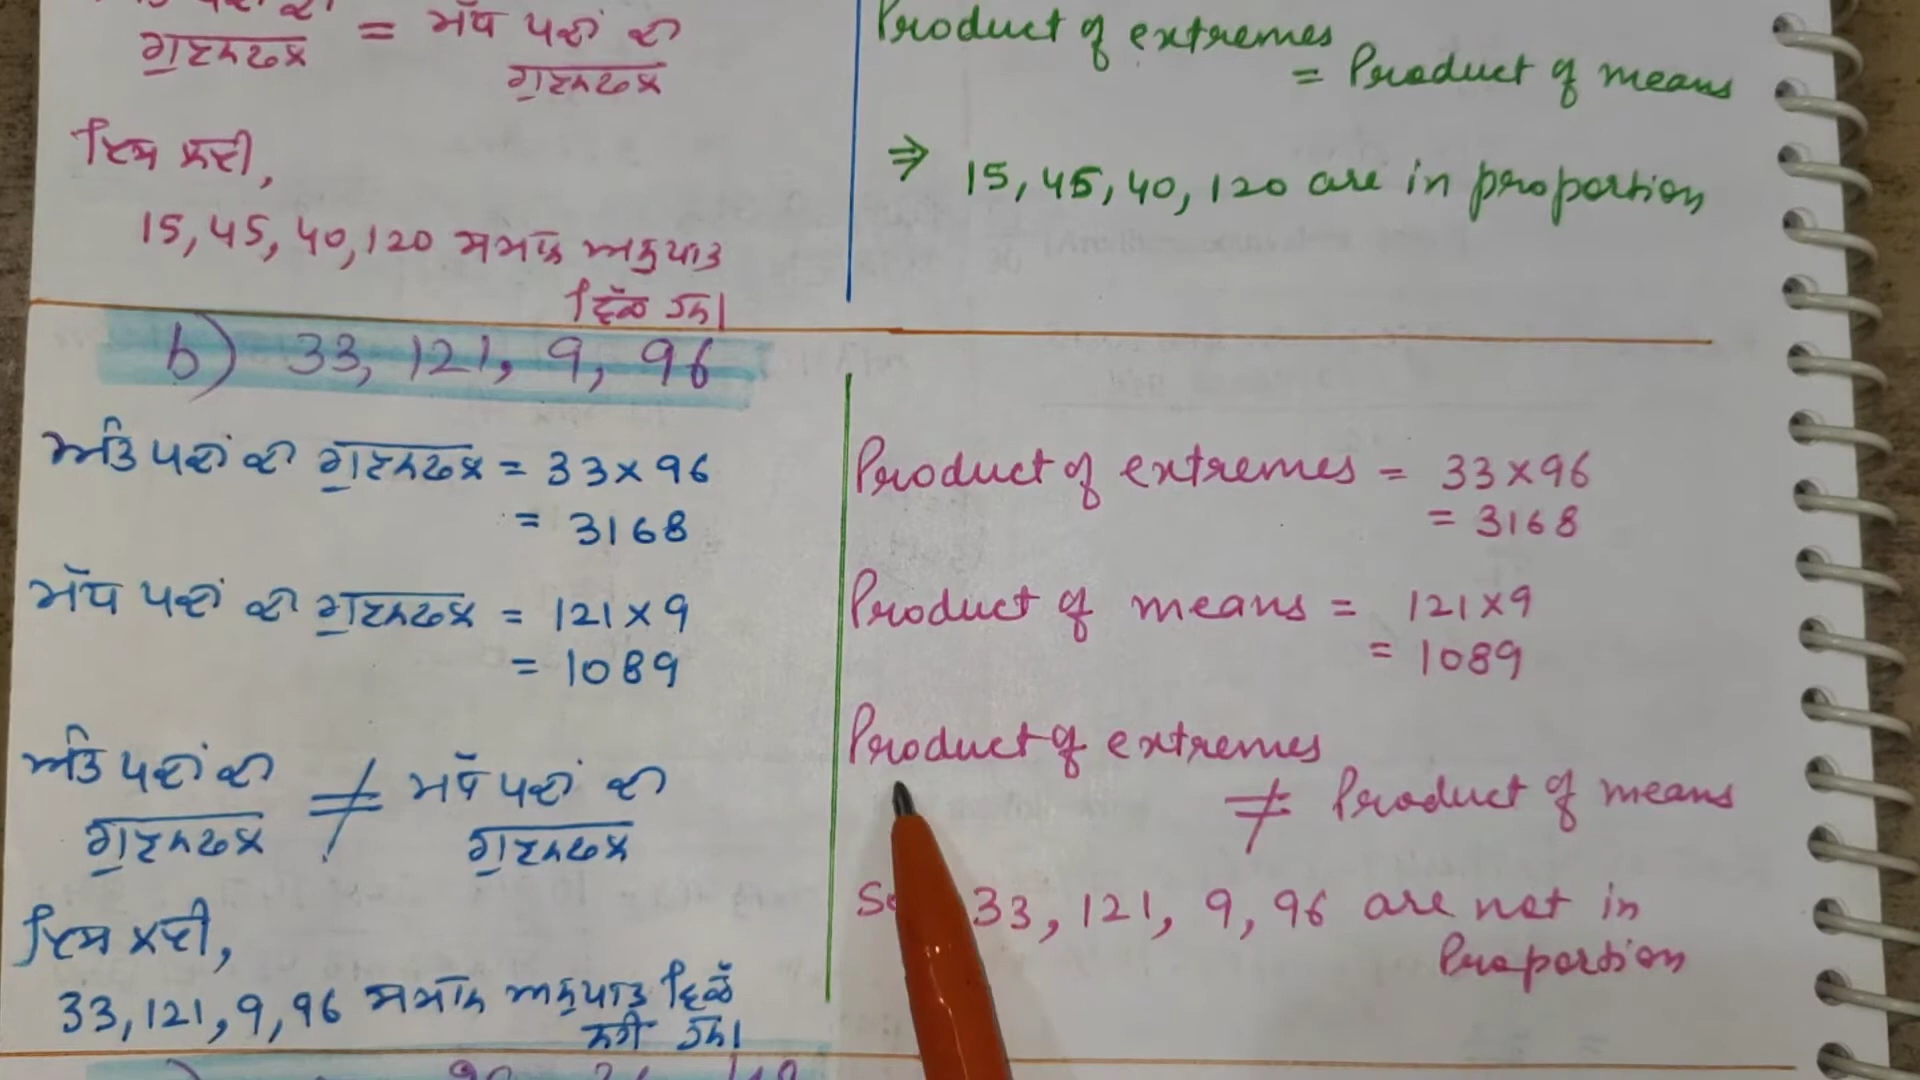 ਗੁਣਨਫਲ = ਮੱਧ ਪਦਾਂ ਦੀ
ਗੁਣਨਫਲ
ਇਸ ਲਈ,
15, 45, 40, 120 ਸਮਾਨ ਅਨੁਪਾਤ
ਵਿੱਚ ਹਨ।
Product of extremes
= Product of means
⇒ 15, 45, 40, 120 are in proportion
b) 33, 121, 9, 96
ਅੰਤ ਪਦਾਂ ਦਾ ਗੁਣਨਫਲ = 33 × 96
= 3168
ਮੱਧ ਪਦਾਂ ਦਾ ਗੁਣਨਫਲ = 121 × 9
= 1089
ਅੰਤ ਪਦਾਂ ਦਾ ≠ ਮੱਧ ਪਦਾਂ ਦਾ
ਗੁਣਨਫਲ ਗੁਣਨਫਲ
ਇਸ ਲਈ,
33, 121, 9, 96 ਸਮਾਨ ਅਨੁਪਾਤ ਵਿੱਚ
ਨਹੀਂ ਹਨ।
Product of extremes = 33 × 96
= 3168
Product of means = 121 × 9
= 1089
Product of extremes
≠ Product of means
33, 121, 9, 96 are not in
Proportion